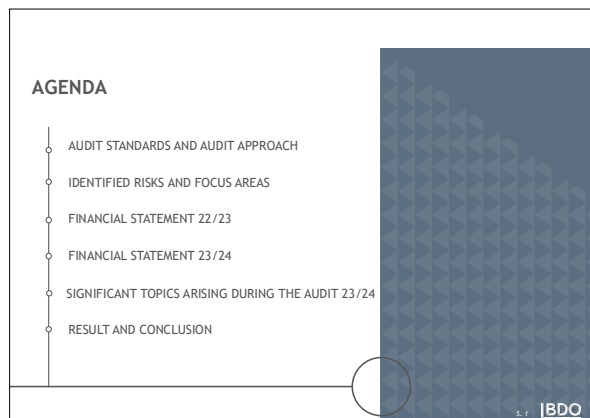 AGENDA
AUDIT STANDARDS AND AUDIT APPROACH
IDENTIFIED RISKS AND FOCUS AREAS
FINANCIAL STATEMENT 22/23
FINANCIAL STATEMENT 23/24
SIGNIFICANT TOPICS ARISING DURING THE AUDIT 23/24
RESULT AND CONCLUSION
S. 1
BDO